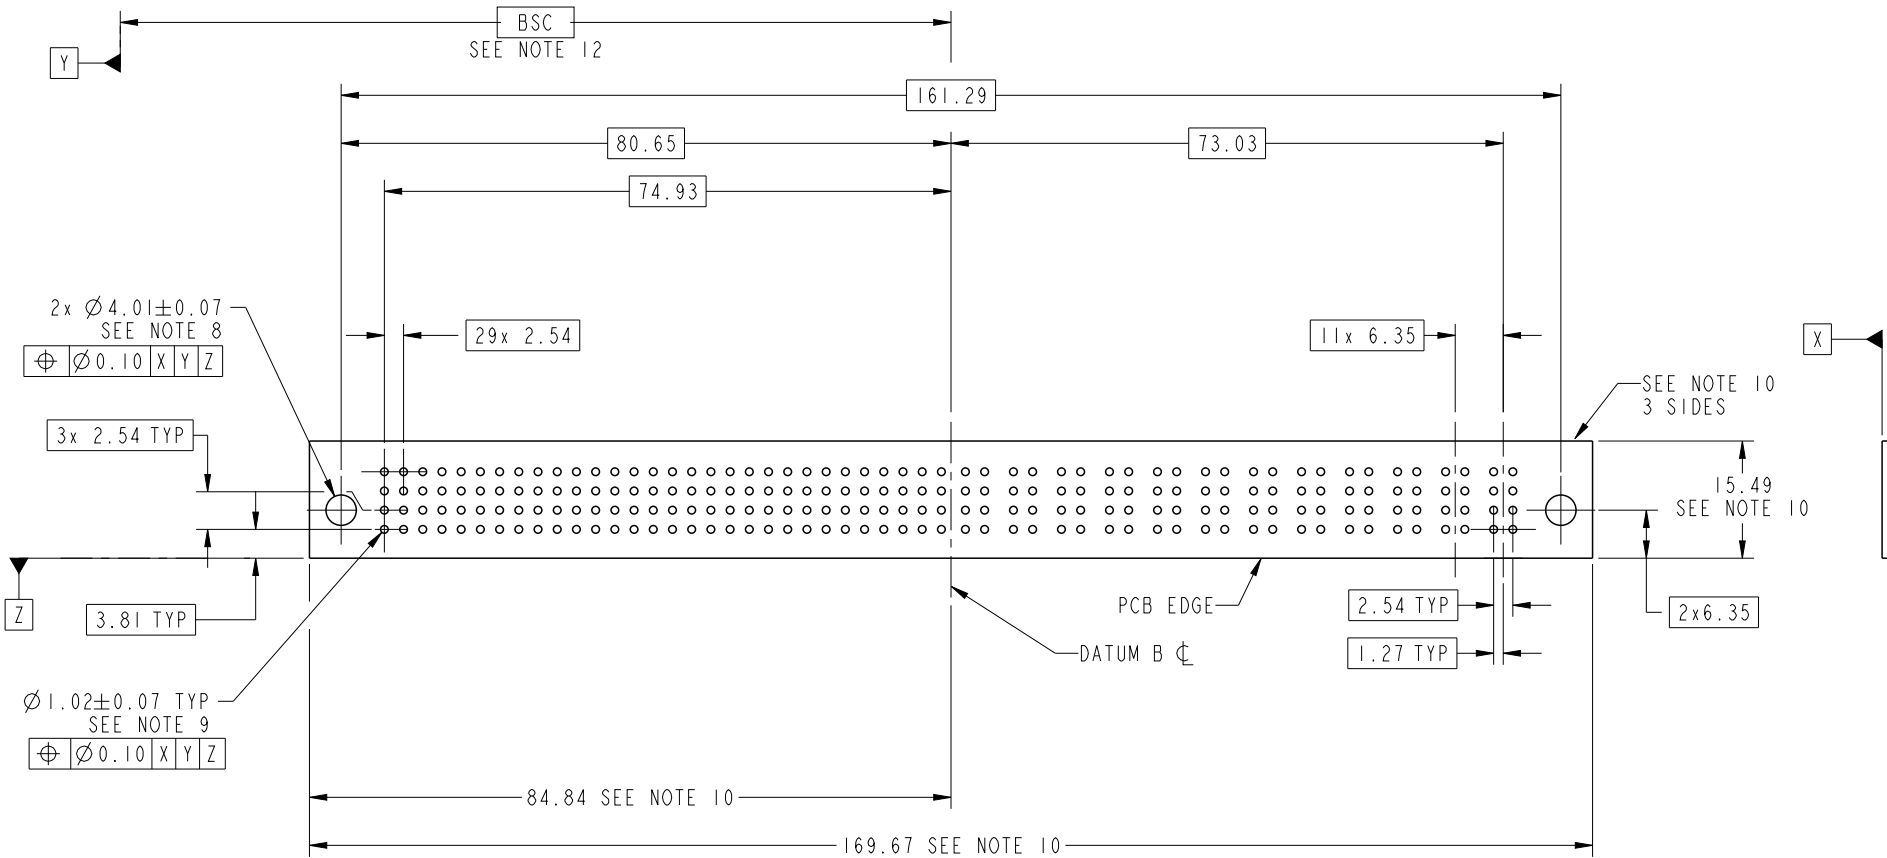 BSC
SEE NOTE 12
Y
161.29
80.65
73.03
74.93
2x Ø4.01±0.07
SEE NOTE 8
⌖ Ø0.10 X Y Z
29x 2.54
11x 6.35
X
SEE NOTE 10
3 SIDES
3x 2.54 TYP
15.49
SEE NOTE 10
Z
3.81 TYP
PCB EDGE
2.54 TYP
2x6.35
DATUM B ℄
1.27 TYP
Ø1.02±0.07 TYP
SEE NOTE 9
⌖ Ø0.10 X Y Z
84.84 SEE NOTE 10
169.67 SEE NOTE 10